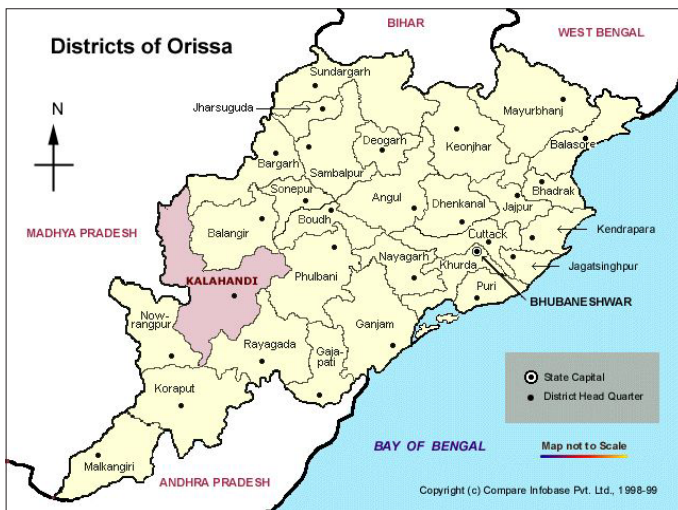 Districts of Orissa
BIHAR
WEST BENGAL
N
Sundargarh
Jharsuguda
Mayurbhanj
Deogarh
Keonjhar
Balasore
Bargarh
Sambalpur
Sonepur
Bhadrak
Angul
Dhenkanal
Jajpur
Boudh
Balangir
Cuttack
Kendrapara
MADHYA PRADESH
Nayagarh
Khurda
Jagatsinghpur
KALAHANDI
Phulbani
Puri
BHUBANESHWAR
Now-
rangpur
Ganjam
Rayagada
Gaja-
pati
State Capital
Koraput
District Head Quarter
BAY OF BENGAL
Map not to Scale
Malkangiri
ANDHRA PRADESH
Copyright (c) Compare Infobase Pvt. Ltd., 1998-99